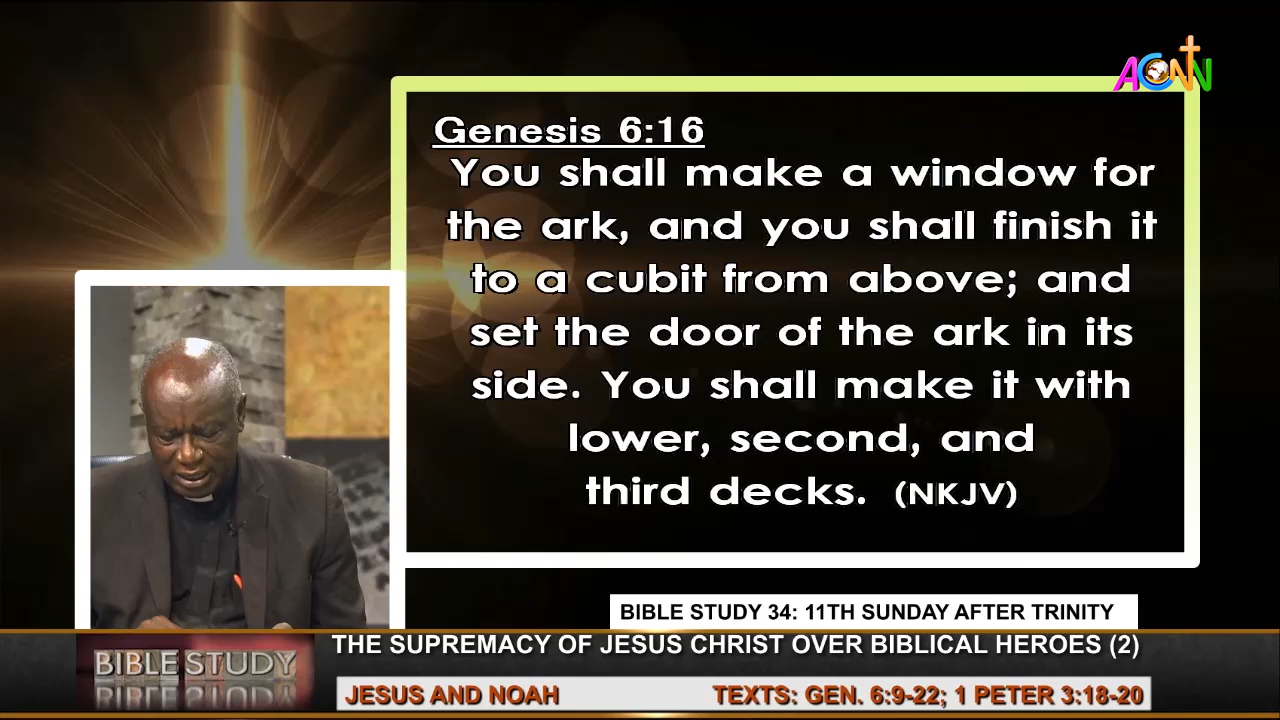 ACNN
Genesis 6:16
You shall make a window for
the ark, and you shall finish it
to a cubit from above; and
set the door of the ark in its
side. You shall make it with
lower, second, and
third decks. (NKJV)
BIBLE STUDY 34: 11TH SUNDAY AFTER TRINITY
THE SUPREMACY OF JESUS CHRIST OVER BIBLICAL HEROES (2)
BIBLE STUDY
JESUS AND NOAH
TEXTS: GEN. 6:9-22; 1 PETER 3:18-20